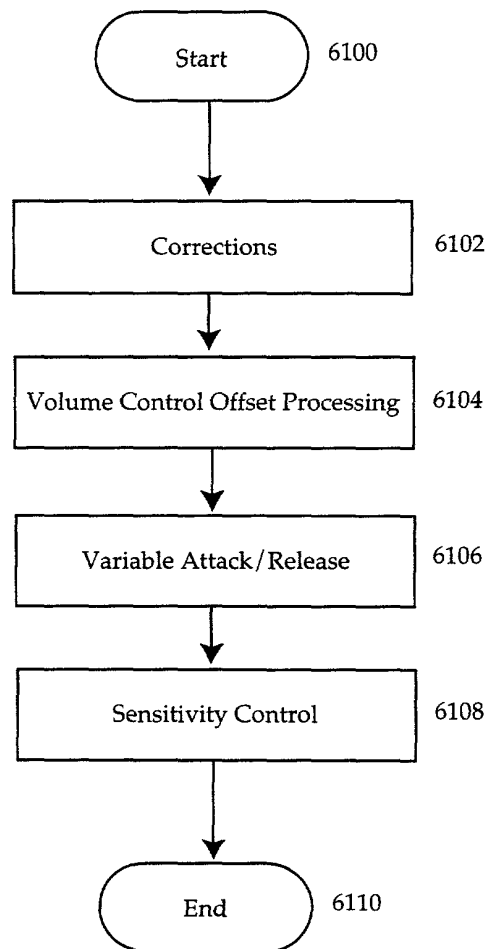 Start 6100
Corrections 6102
Volume Control Offset Processing 6104
Variable Attack/Release 6106
Sensitivity Control 6108
End 6110